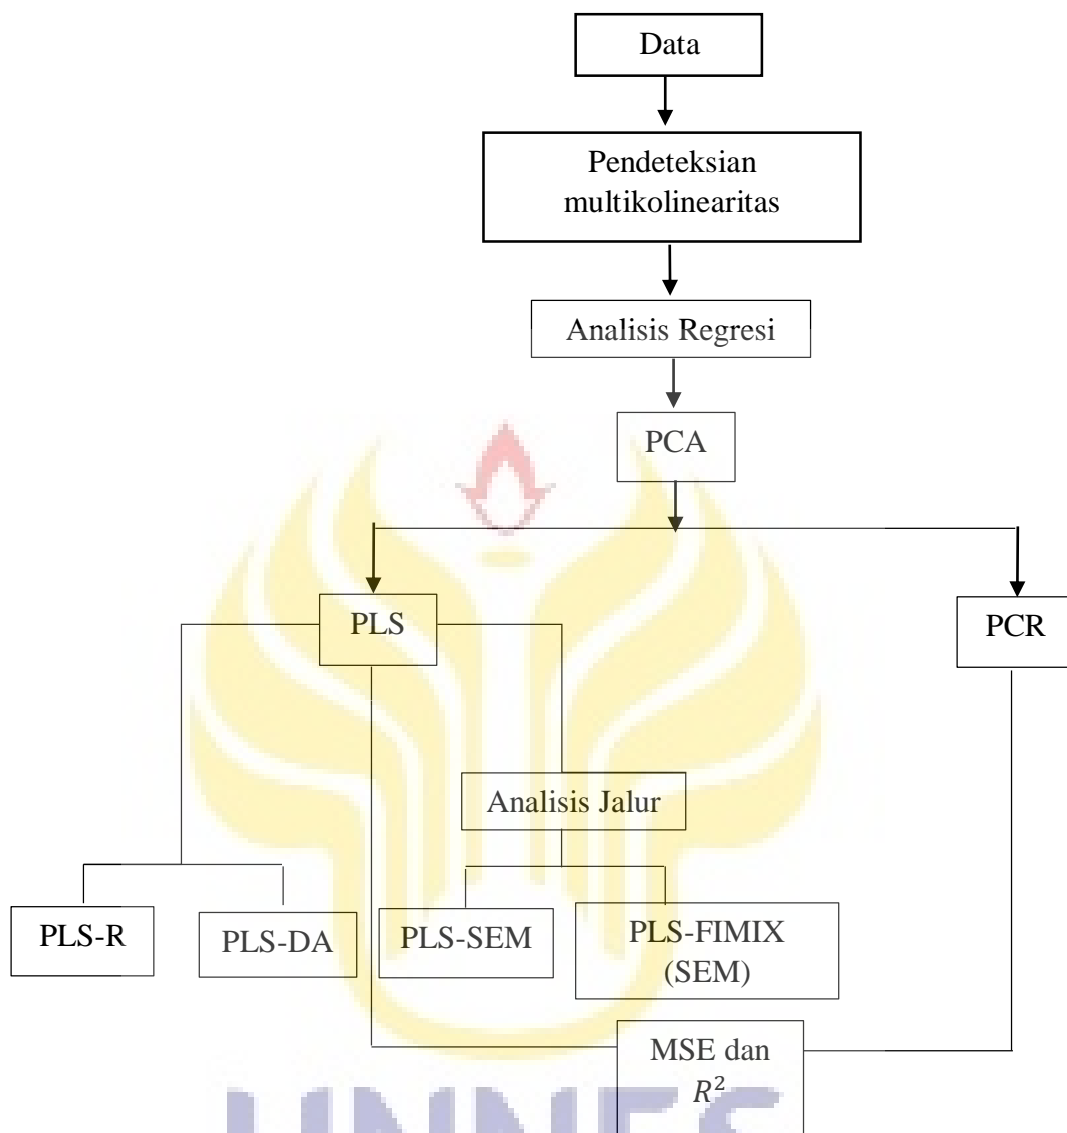 Data
Pendeteksian
multikolinearitas
Analisis Regresi
PCA
PLS
PCR
Analisis Jalur
PLS-R
PLS-DA
PLS-SEM
PLS-FIMIX
(SEM)
MSE dan
R²
UNNES